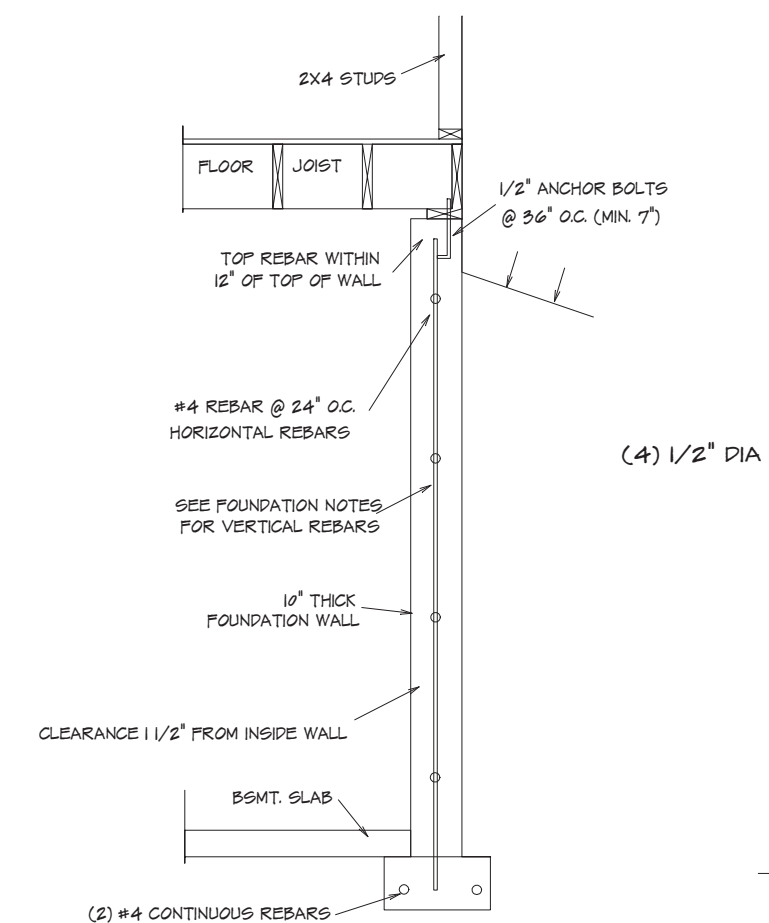 2X4 STUDS
FLOOR JOIST
1/2" ANCHOR BOLTS
@ 36" O.C. (MIN. 7")
TOP REBAR WITHIN
12" OF TOP OF WALL
#4 REBAR @ 24" O.C.
HORIZONTAL REBARS
(4) 1/2" DIA
SEE FOUNDATION NOTES
FOR VERTICAL REBARS
10" THICK
FOUNDATION WALL
CLEARANCE 1 1/2" FROM INSIDE WALL
BSMT. SLAB
(2) #4 CONTINUOUS REBARS